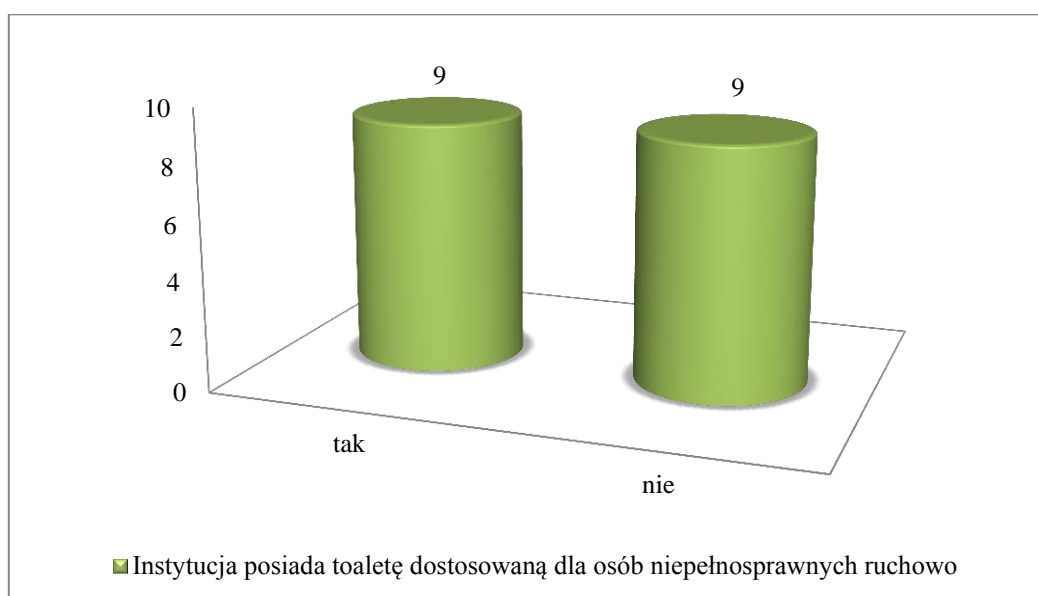 9
9
10
8
6
4
2
0
tak
nie
Instytucja posiada toaletę dostosowaną dla osób niepełnosprawnych ruchowo